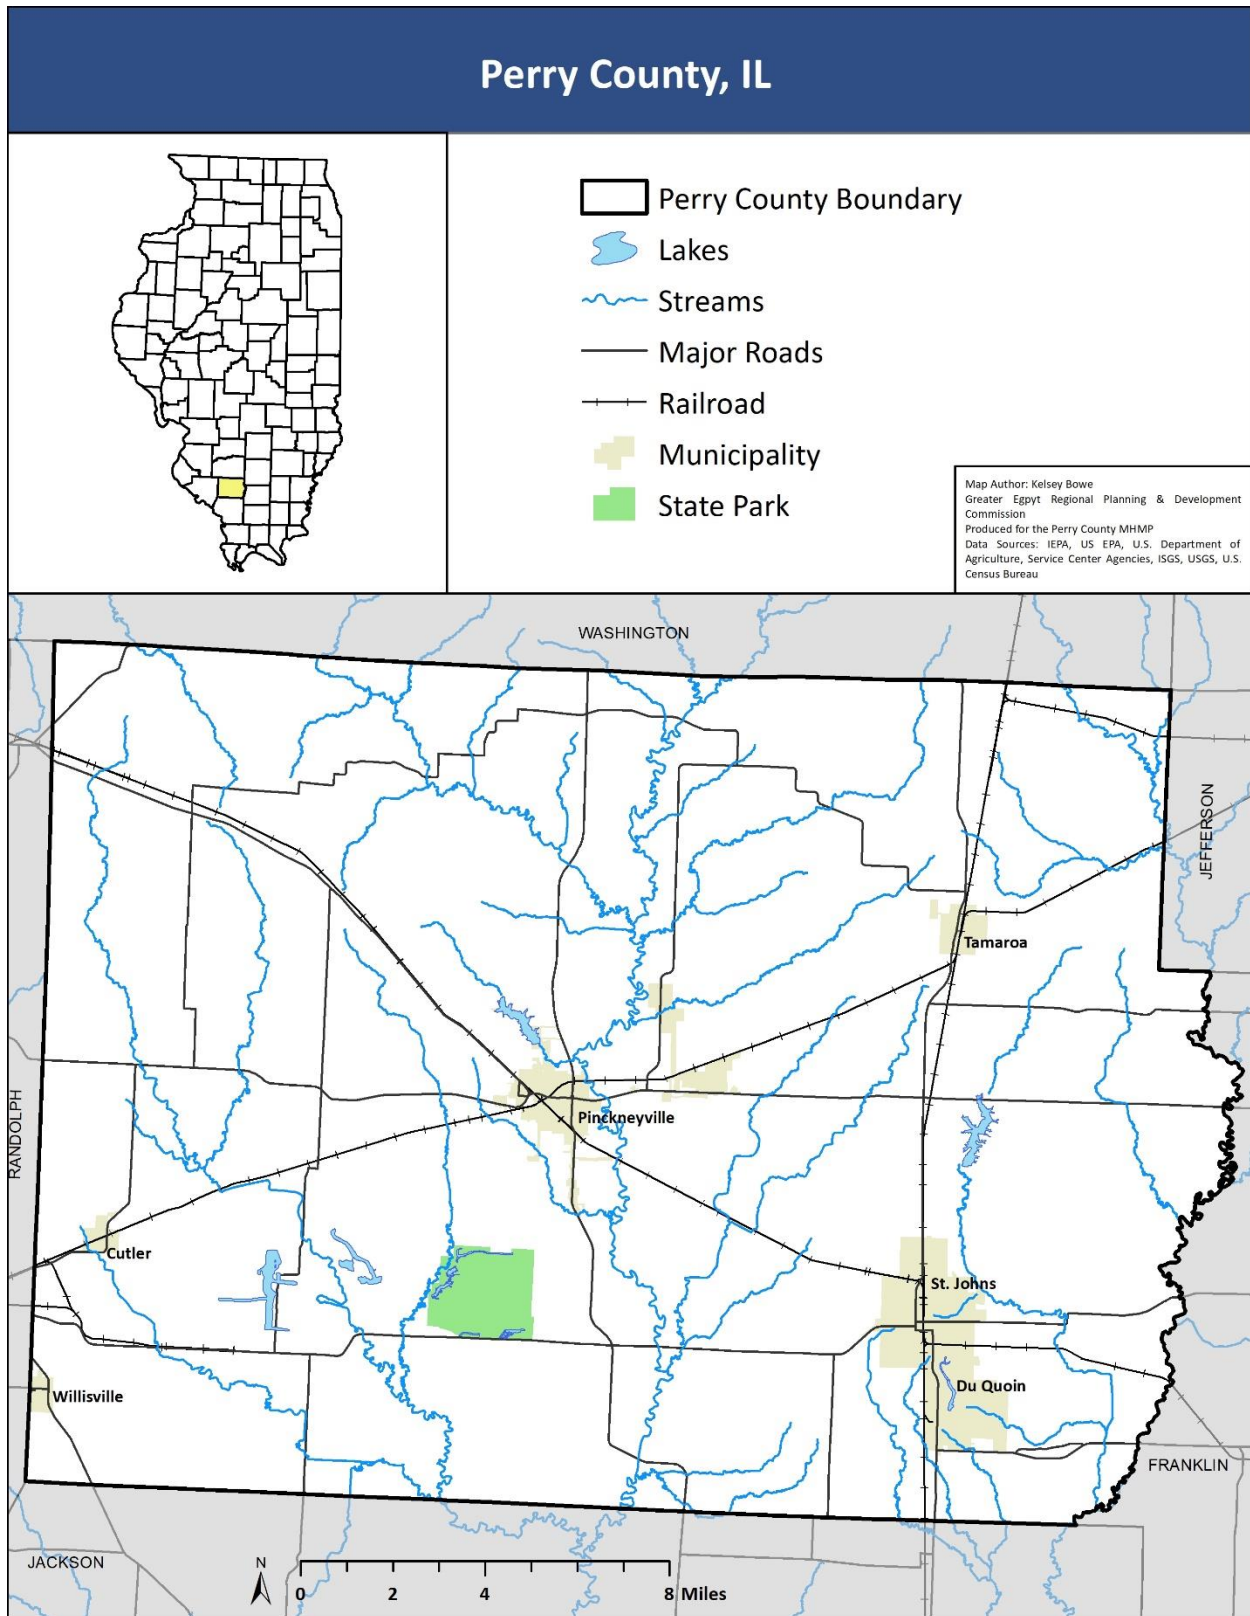 Perry County, IL
Perry County Boundary
Lakes
Streams
Major Roads
Railroad
Municipality
State Park
Map Author: Kelsey Bowe
Greater Egpyt Regional Planning & Development
Commission
Produced for the Perry County MHMP
Data Sources: IEPA, US EPA, U.S. Department of
Agriculture, Service Center Agencies, ISGS, USGS, U.S.
Census Bureau
WASHINGTON
JEFFERSON
Tamaroa
RANDOLPH
Pinckneyville
Cutler
St. Johns
Du Quoin
Willisville
FRANKLIN
JACKSON
N
0 2 4 8 Miles